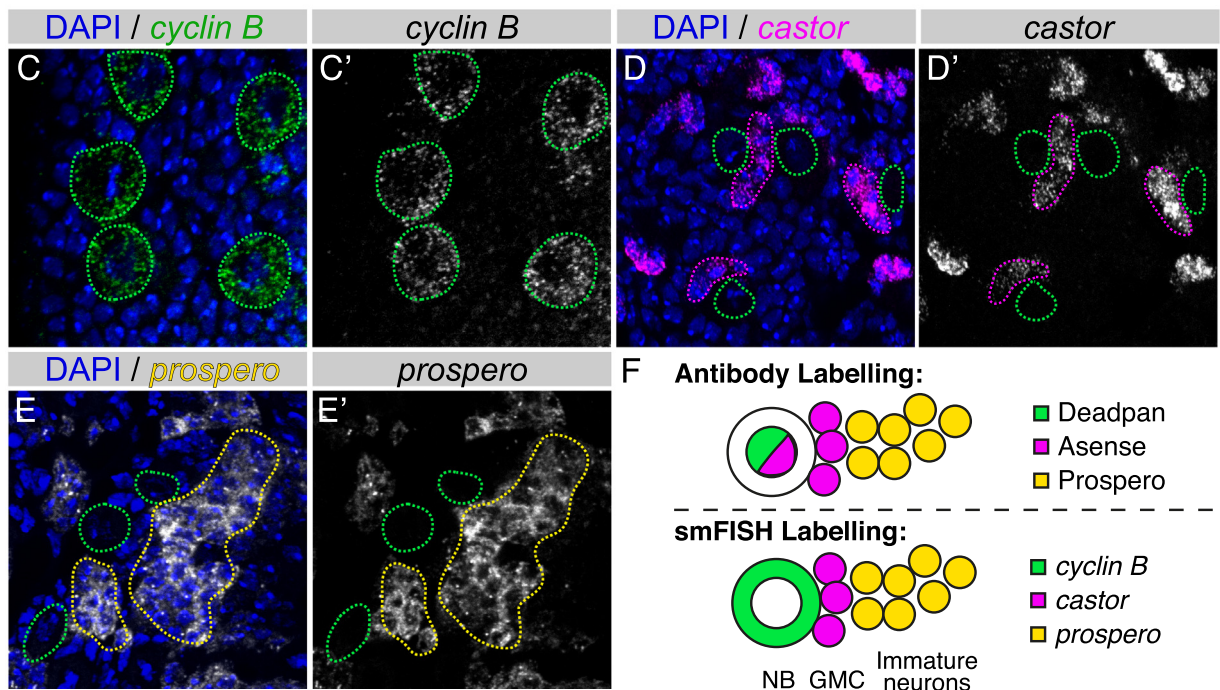 DAPI / cyclin B
cyclin B
DAPI / castor
castor
C
C’
D
D’
DAPI / prospero
prospero
E
E’
F
Antibody Labelling:
Deadpan
Asense
Prospero
smFISH Labelling:
cyclin B
castor
prospero
NB
GMC
Immature
neurons